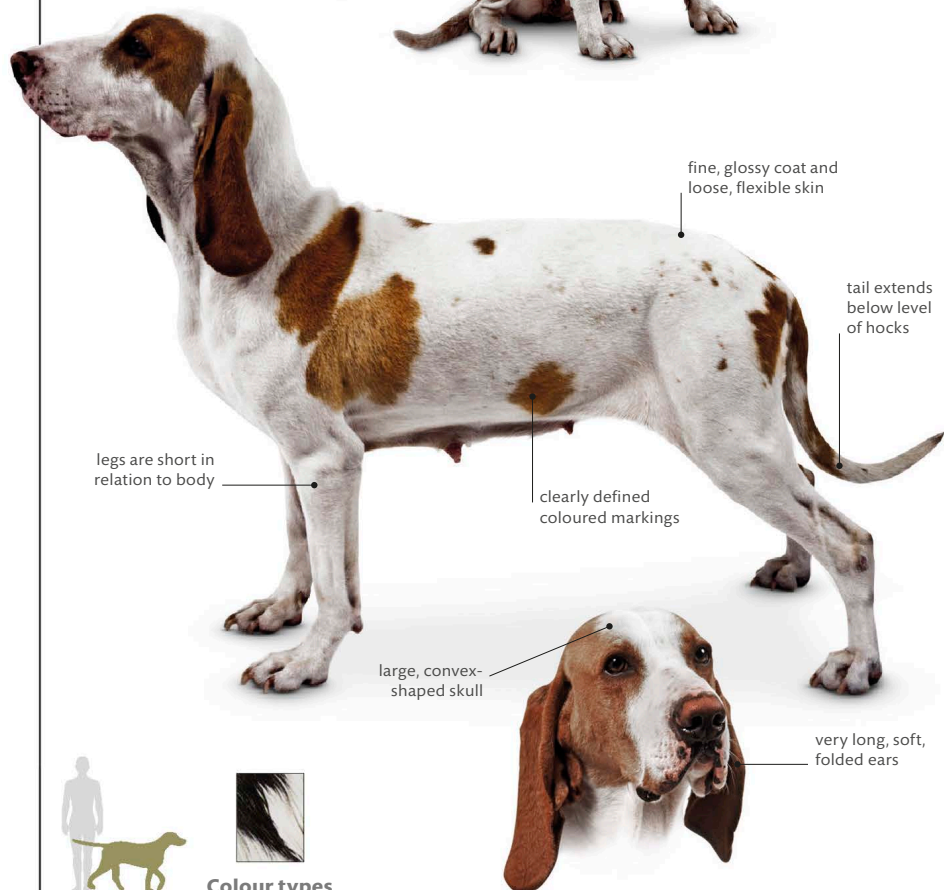 fine, glossy coat and
loose, flexible skin
tail extends
below level
of hocks
legs are short in
relation to body
clearly defined
coloured markings
large, convex-
shaped skull
very long, soft,
folded ears
Colour types